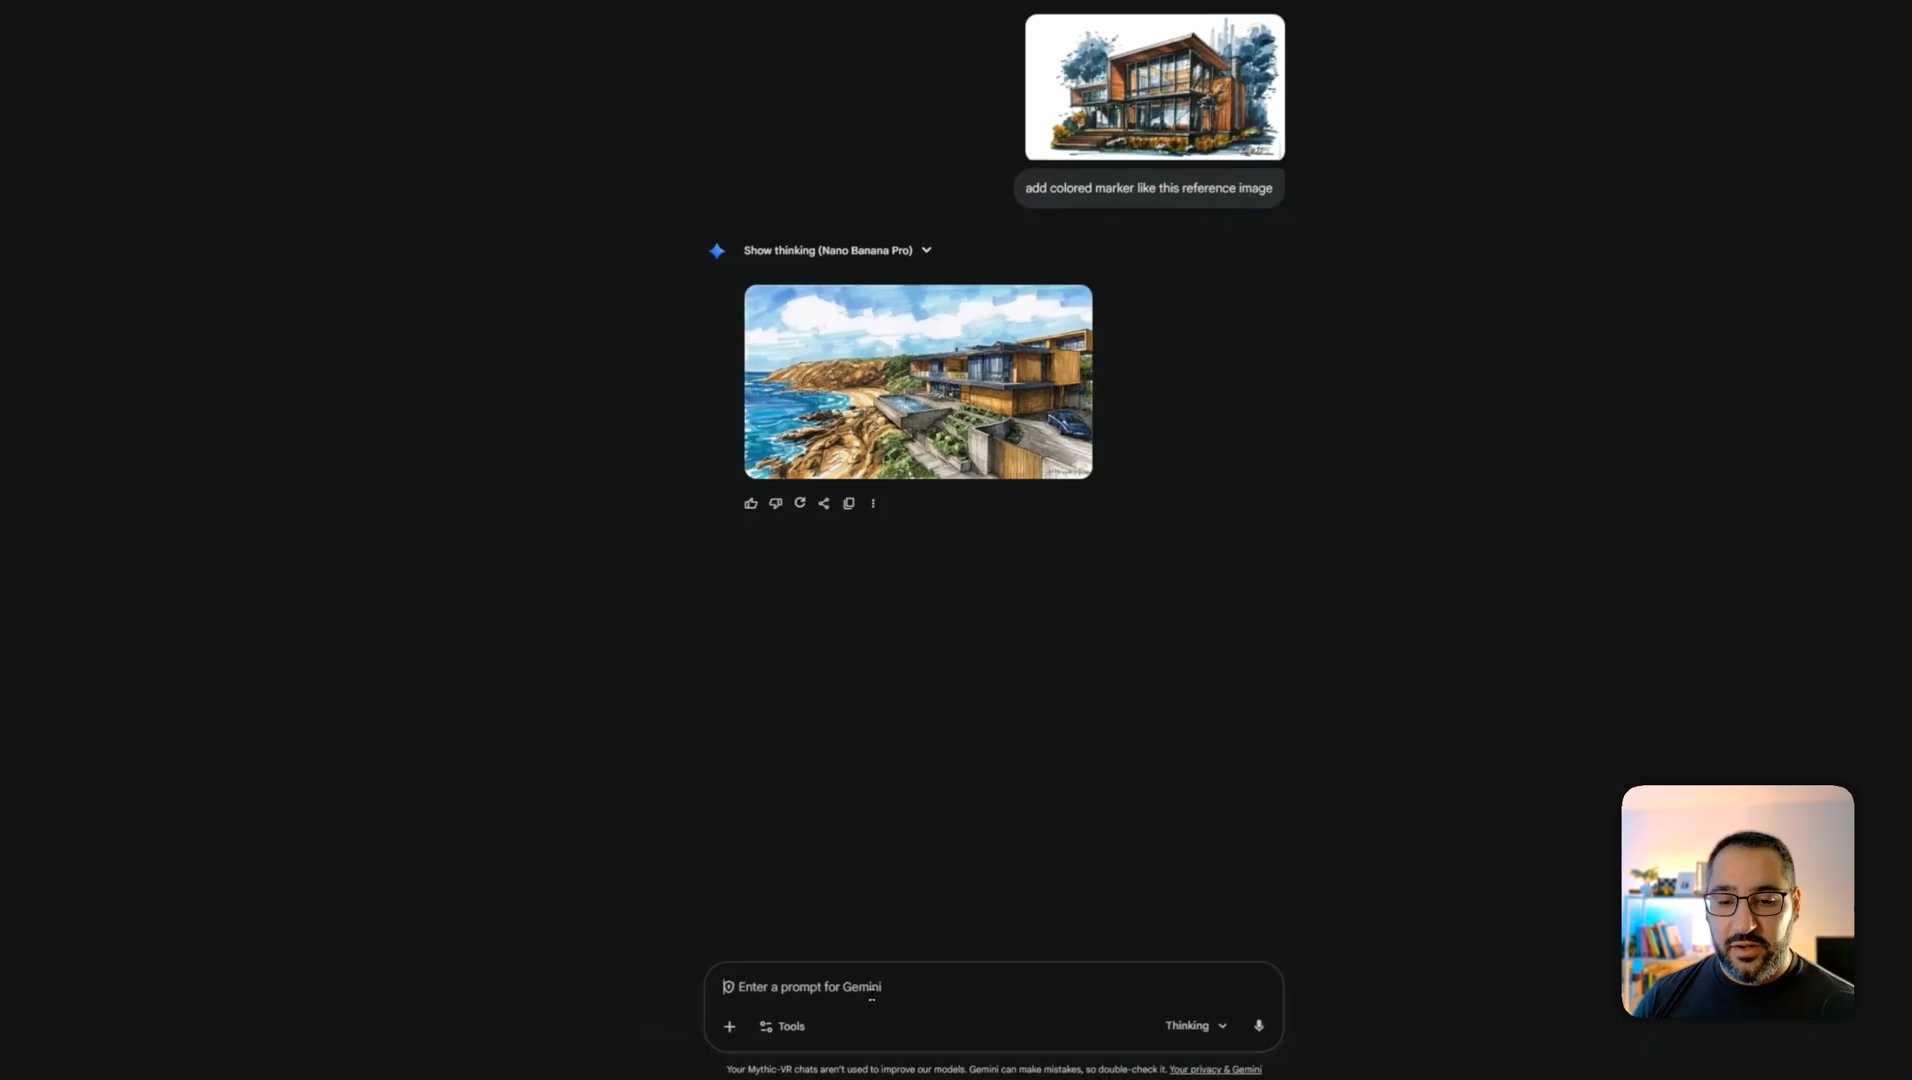 add colored marker like this reference image
Show thinking (Nano Banana Pro)
Enter a prompt for Gemini
Tools
Thinking
Your Mythic-VR chats aren't used to improve our models. Gemini can make mistakes, so double-check it. Your privacy & Gemini